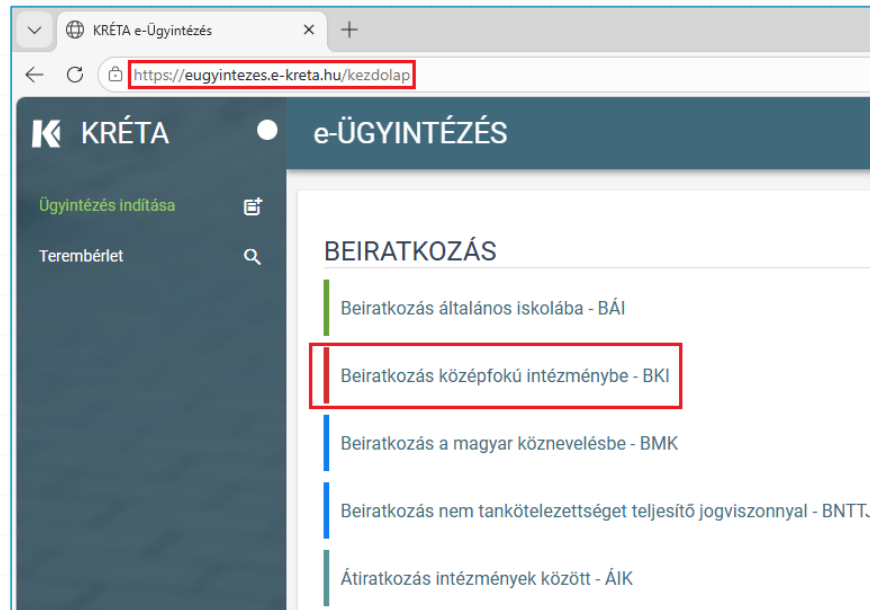 KRÉTA e-Ügyintézés
https://eugyintezes.e-kreta.hu/kezdolap
KRÉTA
e-ÜGYINTÉZÉS
Ügyintézés indítása
Terembérlet
BEIRATKOZÁS
Beiratkozás általános iskolába - BÁI
Beiratkozás középfokú intézménybe - BKI
Beiratkozás a magyar köznevelésbe - BMK
Beiratkozás nem tankötelezettséget teljesítő jogviszonnyal - BNTTJ
Átiratkozás intézmények között - ÁIK